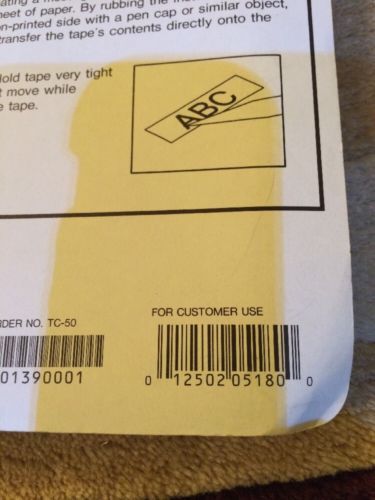 sheet of paper. By rubbing the
on-printed side with a pen cap or similar object,
transfer the tape's contents directly onto the
Hold tape very tight
t move while
e tape.
ABC
ORDER NO. TC-50
FOR CUSTOMER USE
01390001
0 12502 05180 0